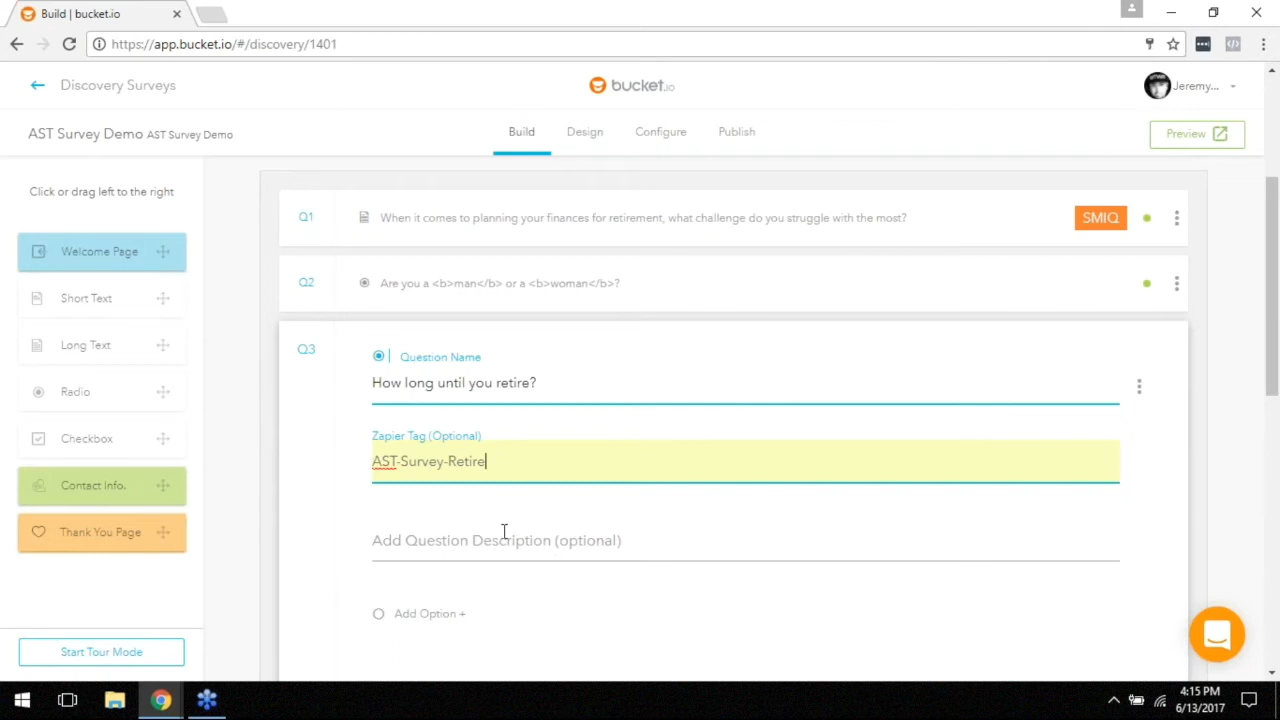 Build | bucket.io
https://app.bucket.io/#/discovery/1401
Discovery Surveys
bucket.io
Jeremy...
AST Survey Demo AST Survey Demo
Build
Design
Configure
Publish
Preview
Click or drag left to the right
Welcome Page
Short Text
Long Text
Radio
Checkbox
Contact Info.
Thank You Page
Start Tour Mode
Q1
When it comes to planning your finances for retirement, what challenge do you struggle with the most?
SMIQ
Q2
Are you a <b>man</b> or a <b>woman</b>?
Q3
Question Name
How long until you retire?
Zapier Tag (Optional)
AST-Survey-Retire
Add Question Description (optional)
Add Option +
4:15 PM
6/13/2017